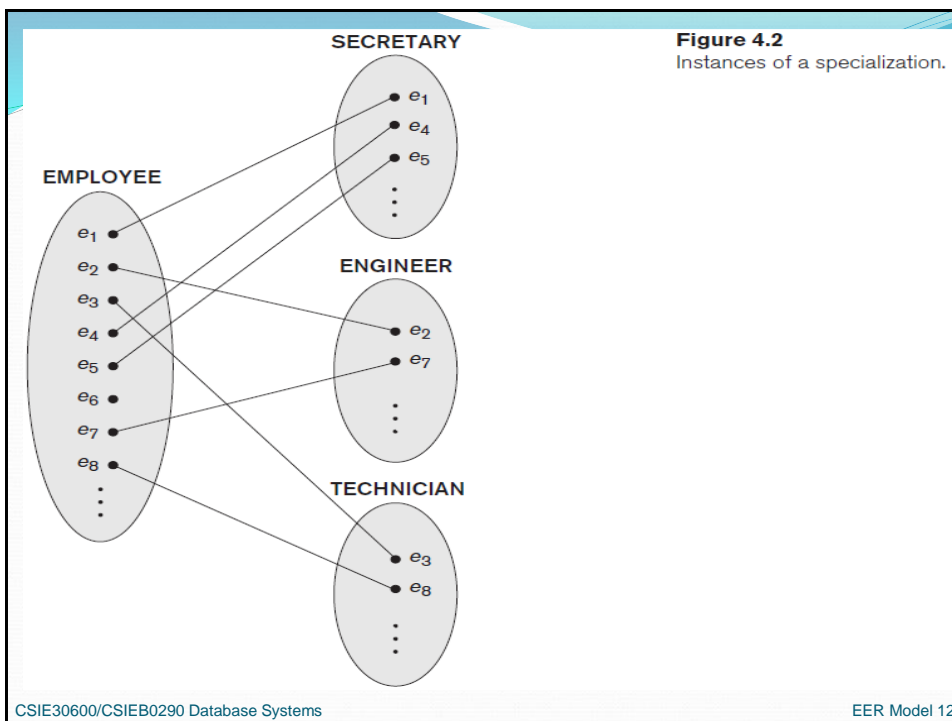 SECRETARY
Figure 4.2
Instances of a specialization.
e1
e4
e5
EMPLOYEE
e1
e2
e3
e4
e5
e6
e7
e8
ENGINEER
e2
e7
TECHNICIAN
e3
e8
CSIE30600/CSIEB0290 Database Systems
EER Model 12